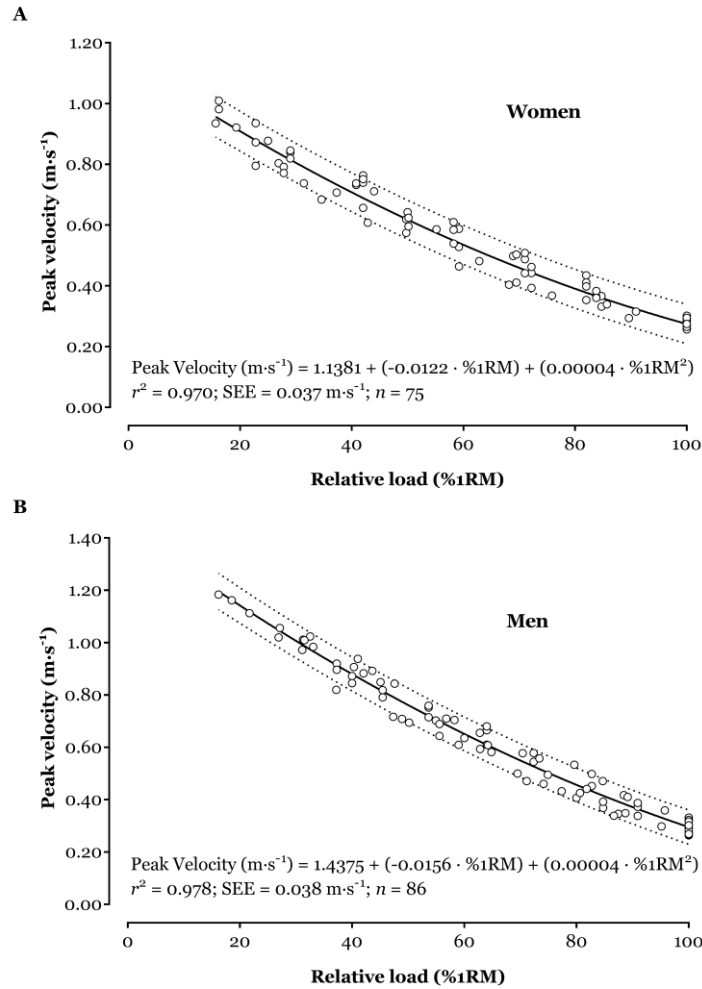 A
1.20
1.00
0.80
0.60
0.40
0.20
0.00
Peak velocity (m·s⁻¹)
Women
Peak Velocity (m·s⁻¹) = 1.1381 + (-0.0122 · %1RM) + (0.00004 · %1RM²)
r² = 0.970; SEE = 0.037 m·s⁻¹; n = 75
0 20 40 60 80 100
Relative load (%1RM)
B
1.40
1.20
1.00
0.80
0.60
0.40
0.20
0.00
Peak velocity (m·s⁻¹)
Men
Peak Velocity (m·s⁻¹) = 1.4375 + (-0.0156 · %1RM) + (0.00004 · %1RM²)
r² = 0.978; SEE = 0.038 m·s⁻¹; n = 86
0 20 40 60 80 100
Relative load (%1RM)